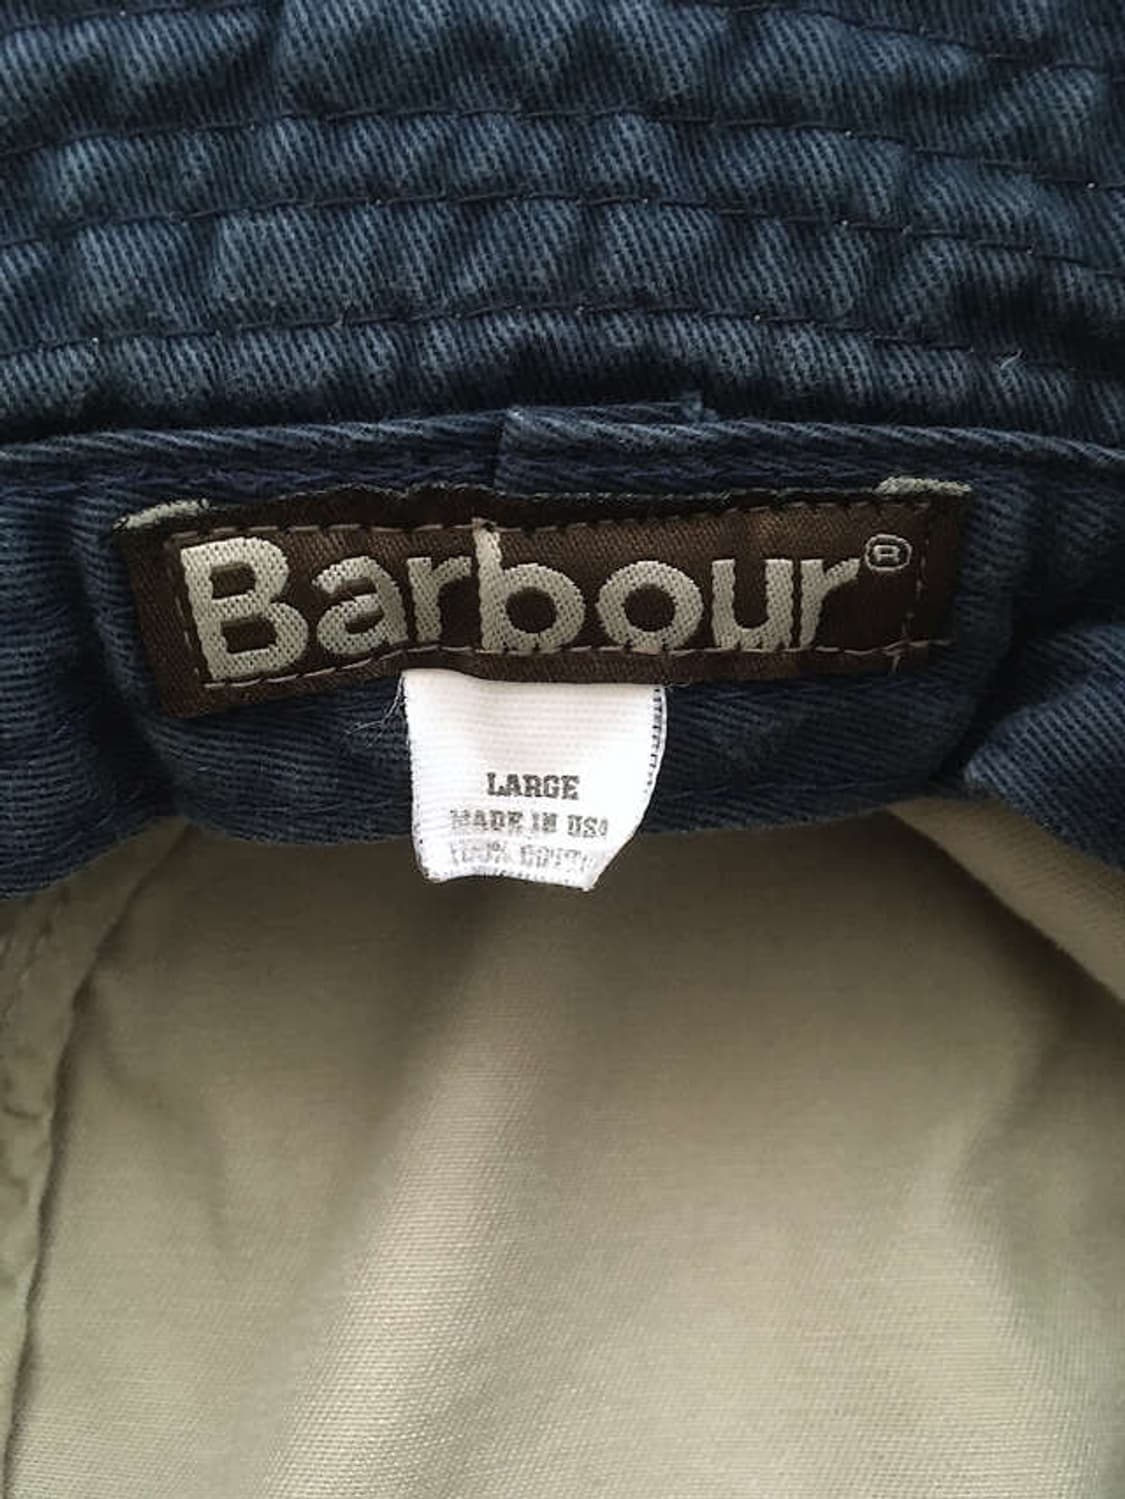 Barbour®
LARGE
MADE IN USA
100% COTTON